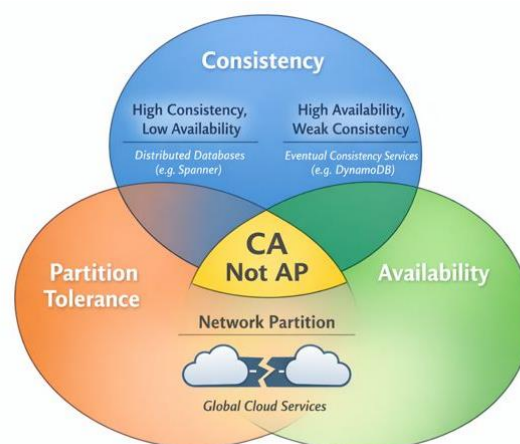 Consistency
High Consistency,
Low Availability
Distributed Databases
(e.g. Spanner)
High Availability,
Weak Consistency
Eventual Consistency Services
(e.g. DynamoDB)
Partition
Tolerance
CA
Not AP
Availability
Network Partition
Global Cloud Services